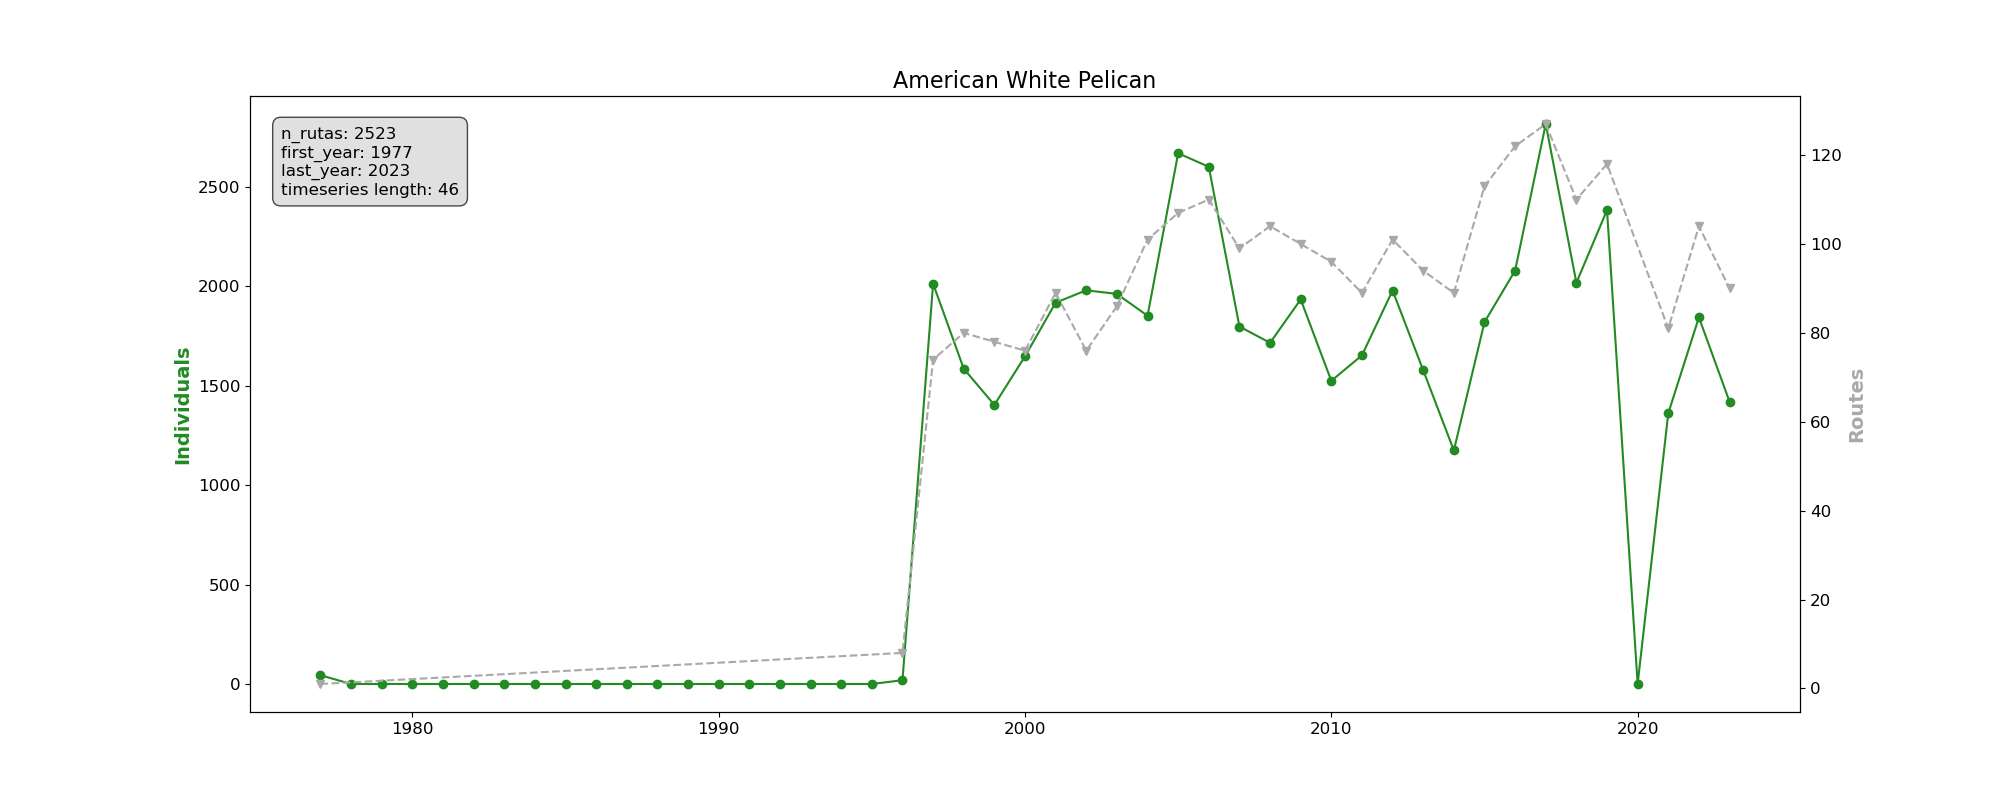 American White Pelican
n_rutas: 2523
first_year: 1977
last_year: 2023
timeseries length: 46
Individuals
2500
2000
1500
1000
500
0
120
100
80
60
40
20
0
Routes
1980 1990 2000 2010 2020